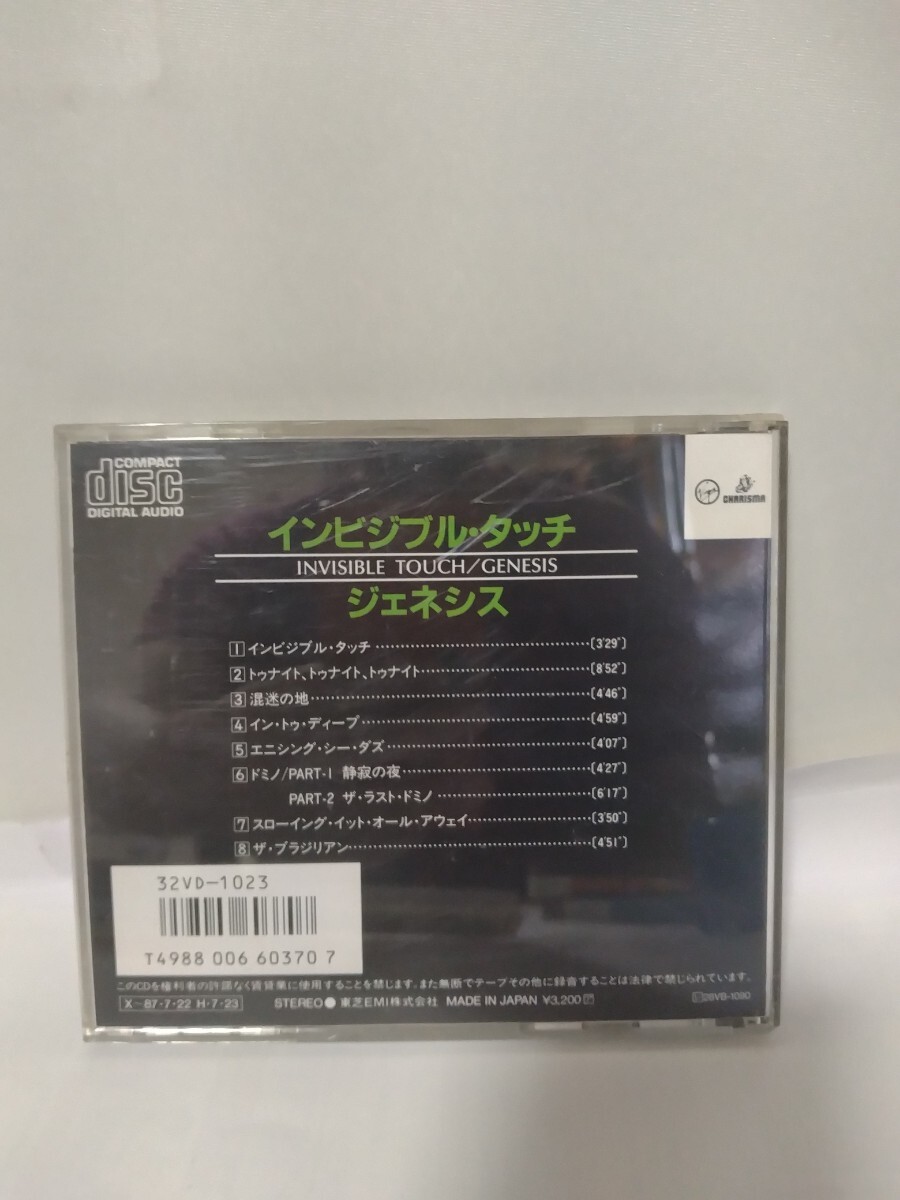 COMPACT
disc
DIGITAL AUDIO
Virgin
CHARISMA
インビジブル・タッチ
INVISIBLE TOUCH/GENESIS
ジェネシス
1 インビジブル・タッチ……………………………〔3'29"〕
2 トゥナイト、トゥナイト、トゥナイト……………………〔8'52"〕
3 混迷の地……………………………………〔4'46"〕
4 イン・トゥ・ディープ……………………………〔4'59"〕
5 エニシング・シー・ダズ…………………………〔4'07"〕
6 ドミノ/PART-1 静寂の夜………………………〔4'27"〕
PART-2 ザ・ラスト・ドミノ…………………〔6'17"〕
7 スローイング・イット・オール・アウェイ………………〔3'50"〕
8 ザ・ブラジリアン………………………………〔4'51"〕
32VD-1023
T4988 006 60370 7
このCDを権利者の許諾なく賃貸業に使用することを禁じます。また無断でテープその他に録音することは法律で禁じられています。
X-87・7・22 H・7・23 STEREO 東芝EMI株式会社 MADE IN JAPAN ¥3,200
28VB-1090